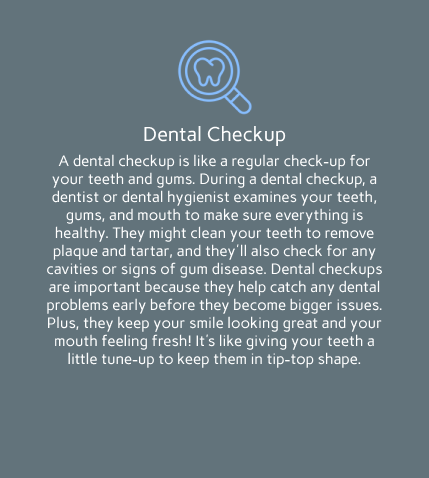 Dental Checkup
A dental checkup is like a regular check-up for
your teeth and gums. During a dental checkup, a
dentist or dental hygienist examines your teeth,
gums, and mouth to make sure everything is
healthy. They might clean your teeth to remove
plaque and tartar, and they'll also check for any
cavities or signs of gum disease. Dental checkups
are important because they help catch any dental
problems early before they become bigger issues.
Plus, they keep your smile looking great and your
mouth feeling fresh! It's like giving your teeth a
little tune-up to keep them in tip-top shape.